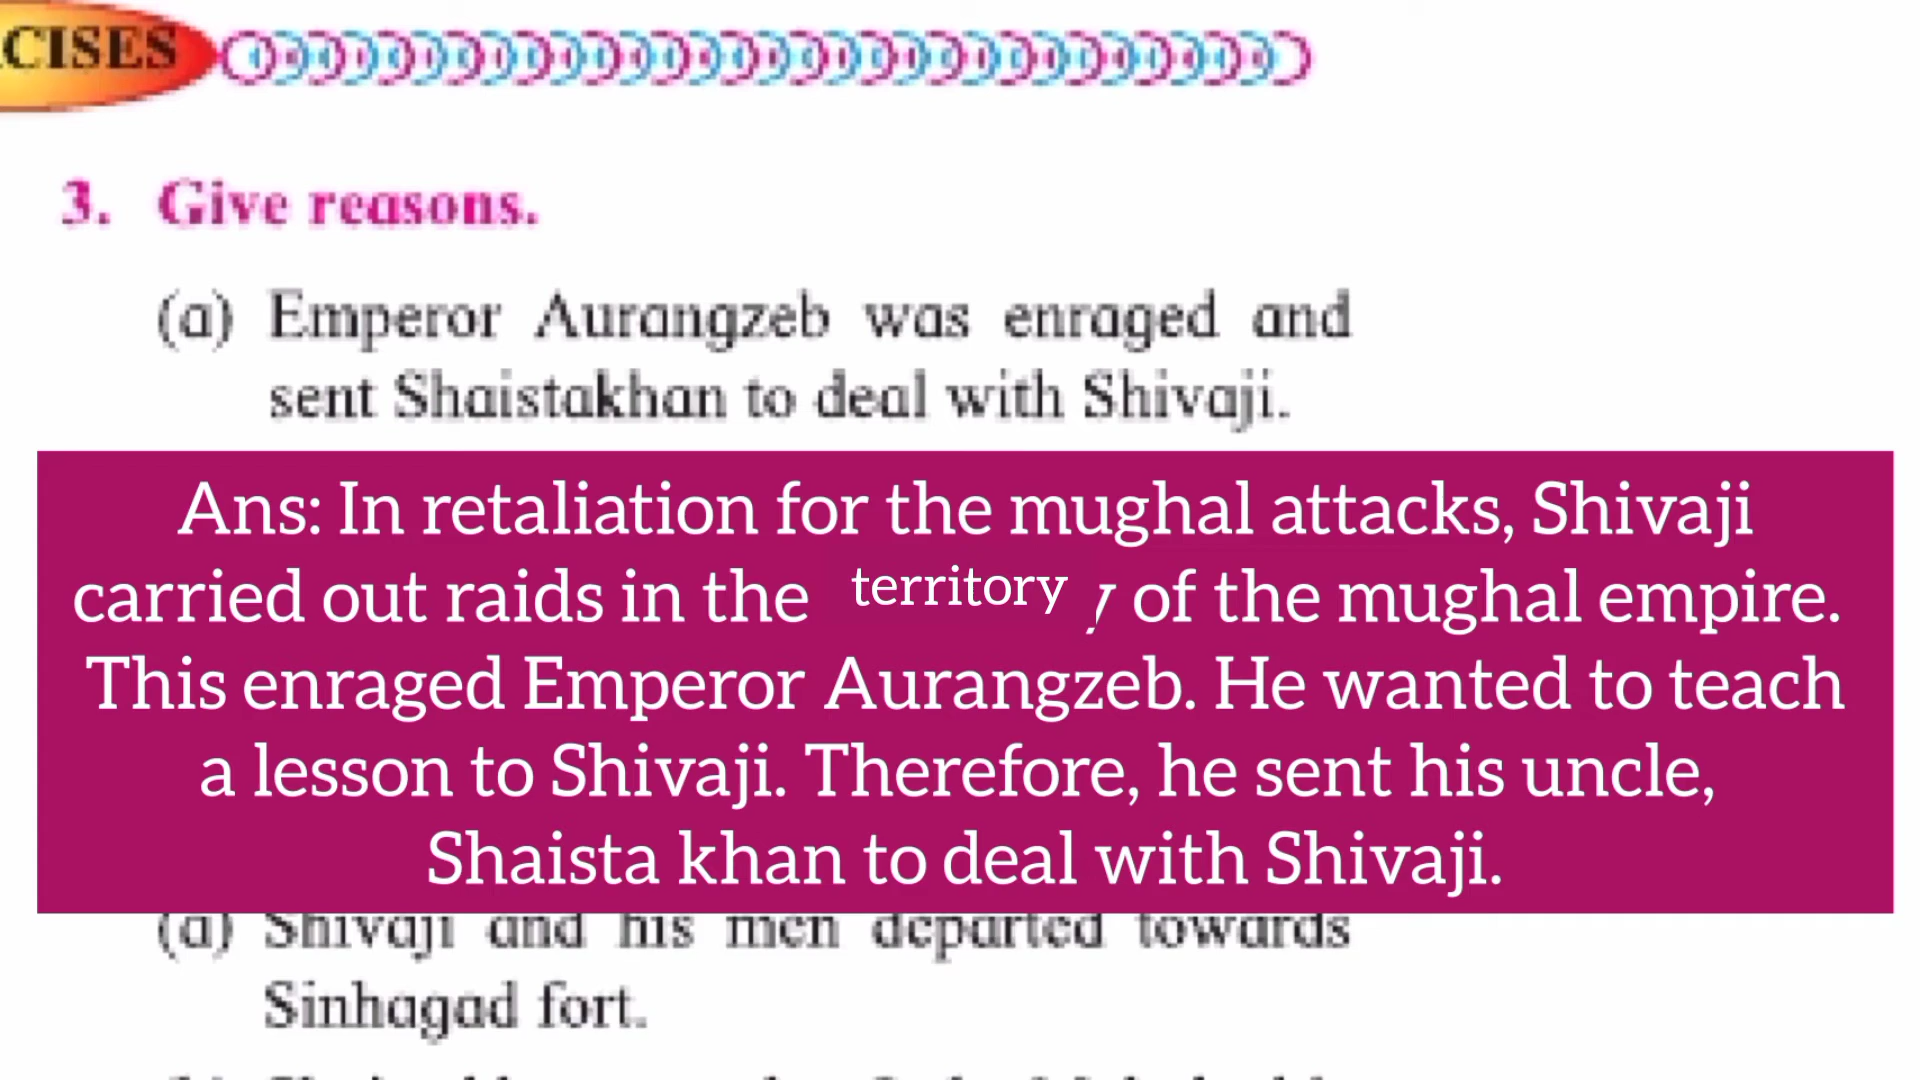 CISES
3. Give reasons.
(a) Emperor Aurangzeb was enraged and
sent Shaistakhan to deal with Shivaji.
Ans: In retaliation for the mughal attacks, Shivaji
carried out raids in the territory y of the mughal empire.
This enraged Emperor Aurangzeb. He wanted to teach
a lesson to Shivaji. Therefore, he sent his uncle,
Shaista khan to deal with Shivaji.
(a) Shivaji and his men departed towards
Sinhagad fort.